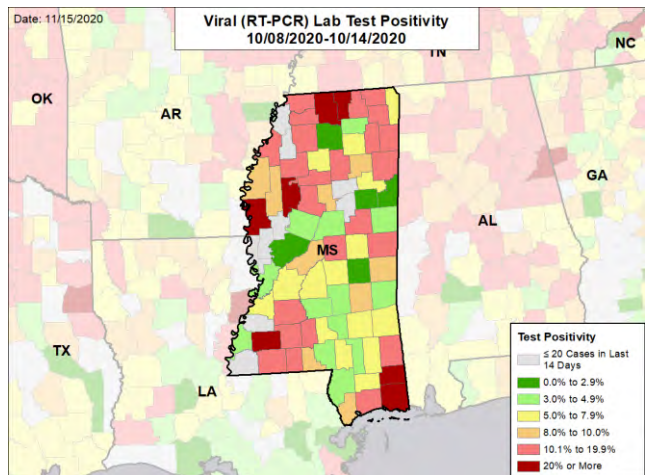 Date: 11/15/2020
Viral (RT-PCR) Lab Test Positivity
10/08/2020-10/14/2020
TN
NC
OK
AR
GA
AL
MS
TX
LA
Test Positivity
≤ 20 Cases in Last
14 Days
0.0% to 2.9%
3.0% to 4.9%
5.0% to 7.9%
8.0% to 10.0%
10.1% to 19.9%
20% or More